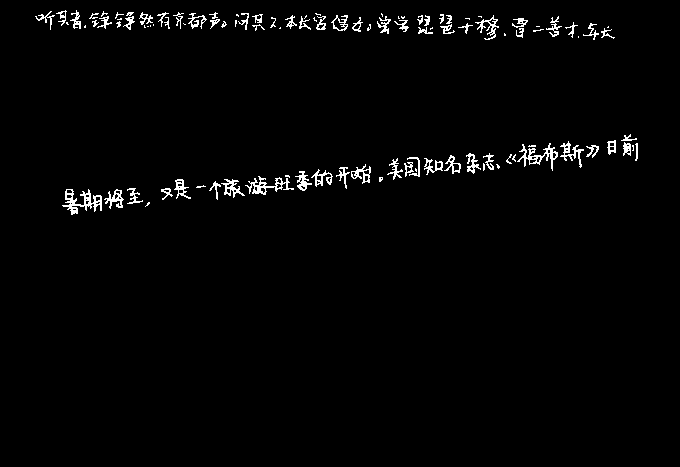 听其音,铮铮然有京都声。问其人,本长安倡女。尝学琵琶于穆、曹二善才,年长
暑期将至,又是一个旅游旺季的开始。美国知名杂志、《福布斯》日前